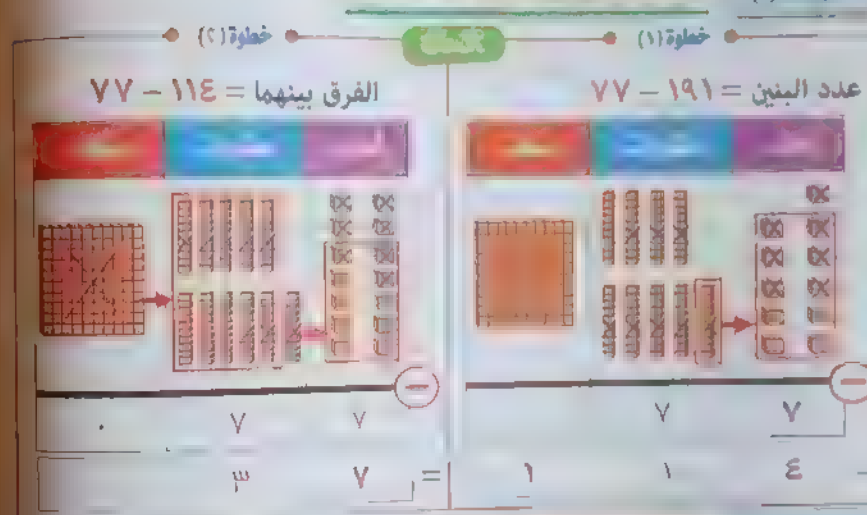 خطوة (١)
عدد البنين = ١٩١ – ٧٧
–
٧ ٧
١ ١ ٤
خطوة (٢)
الفرق بينهما = ١١٤ – ٧٧
–
٠ ٧ ٧
= ٣ ٧